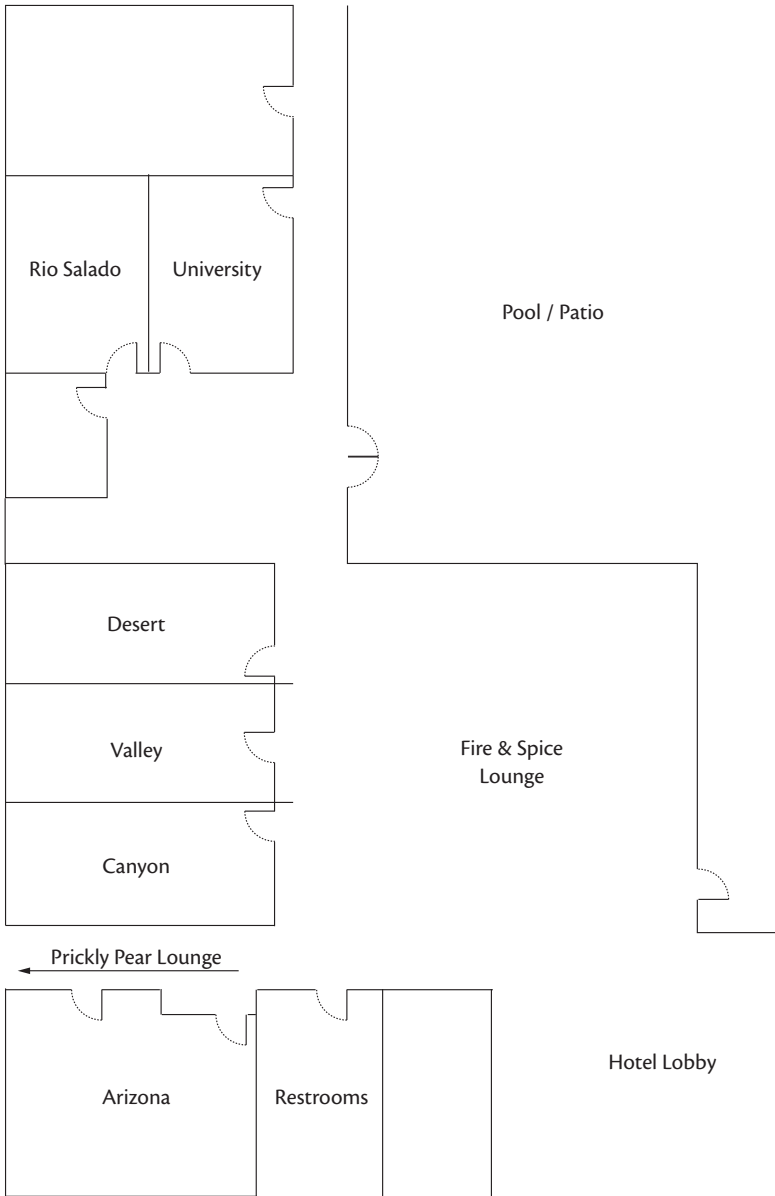 Rio Salado
University
Pool / Patio
Desert
Valley
Fire & Spice
Lounge
Canyon
Prickly Pear Lounge
Hotel Lobby
Arizona
Restrooms